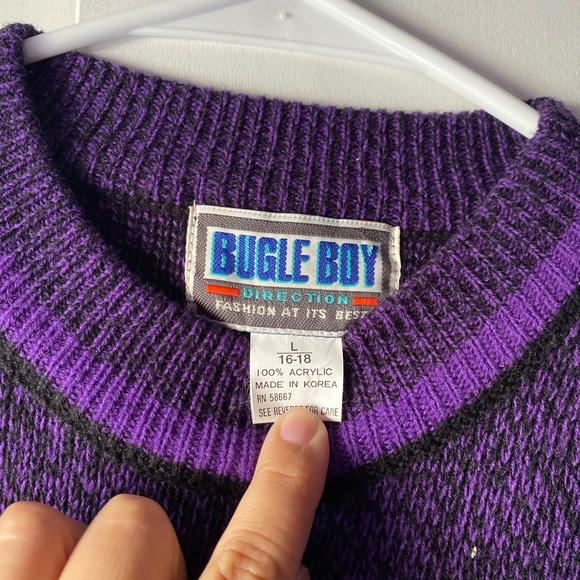 BUGLE BOY
DIRECTION
FASHION AT ITS BEST
L
16-18
100% ACRYLIC
MADE IN KOREA
RN 58667
SEE REVERSE FOR CARE